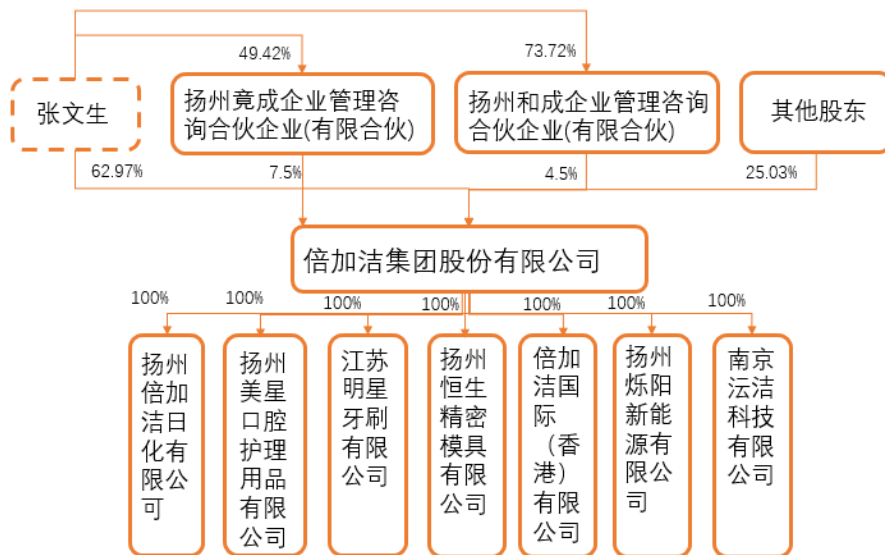 49.42%
73.72%
张文生
扬州竟成企业管理咨
询合伙企业(有限合伙)
扬州和成企业管理咨询
合伙企业(有限合伙)
其他股东
62.97%
7.5%
4.5%
25.03%
倍加洁集团股份有限公司
100%
100%
100%
100%
100%
100%
100%
扬州
倍加
洁日
化有
限公
可
扬州
美星
口腔
护理
用品
有限
公司
江苏
明星
牙刷
有限
公司
扬州
恒生
精密
模具
有限
公司
倍加
洁国
际
（香
港）
有限
公司
扬州
烁阳
新能
源有
限公
司
南京
沄洁
科技
有限
公司